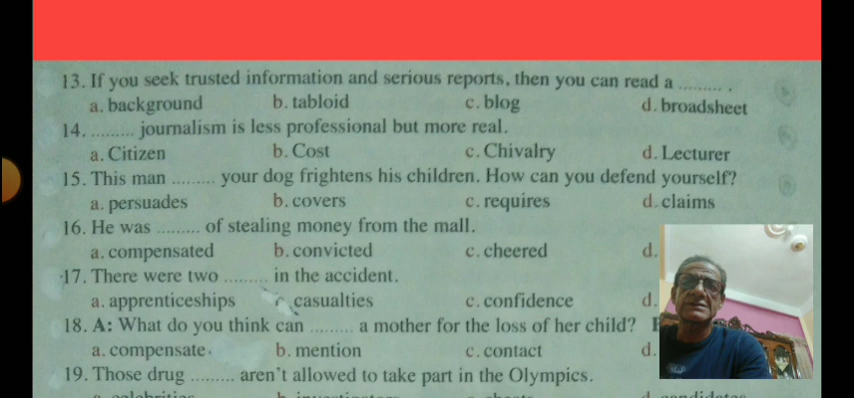 13. If you seek trusted information and serious reports, then you can read a ......... .
a. background b. tabloid c. blog d. broadsheet
14. ......... journalism is less professional but more real.
a. Citizen b. Cost c. Chivalry d. Lecturer
15. This man ......... your dog frightens his children. How can you defend yourself?
a. persuades b. covers c. requires d. claims
16. He was ......... of stealing money from the mall.
a. compensated b. convicted c. cheered d.
17. There were two ......... in the accident.
a. apprenticeships casualties c. confidence d.
18. A: What do you think can ......... a mother for the loss of her child?
a. compensate b. mention c. contact d.
19. Those drug ......... aren't allowed to take part in the Olympics.